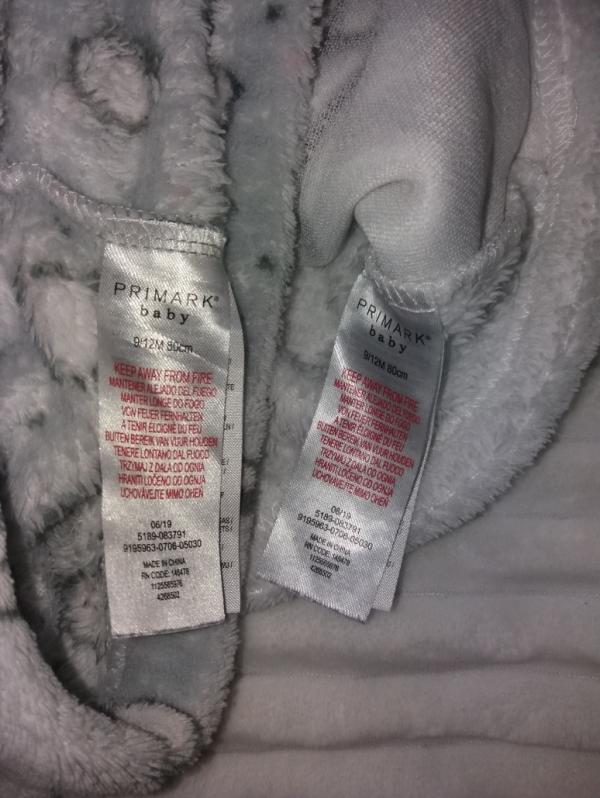 PRIMARK®
baby
9/12M 80cm
KEEP AWAY FROM FIRE
MANTENER ALEJADO DEL FUEGO
MANTER LONGE DO FOGO
VON FEUER FERNHALTEN
A TENIR ÉLOIGNÉ DU FEU
BUITEN BEREIK VAN VUUR HOUDEN
TENERE LONTANO DAL FUOCO
TRZYMAJ Z DALA OD OGNIA
HRANITI LOČENO OD OGNJA
UCHOVÁVEJTE MIMO OHEŇ
06/19
5189-083791
9195963-0706-05030
MADE IN CHINA
RN CODE: 146478
1125565976
4268502
PRIMARK®
baby
9/12M 80cm
KEEP AWAY FROM FIRE
MANTENER ALEJADO DEL FUEGO
MANTER LONGE DO FOGO
VON FEUER FERNHALTEN
A TENIR ÉLOIGNÉ DU FEU
BUITEN BEREIK VAN VUUR HOUDEN
TENERE LONTANO DAL FUOCO
TRZYMAJ Z DALA OD OGNIA
HRANITI LOČENO OD OGNJA
UCHOVÁVEJTE MIMO OHEŇ
06/19
5189-083791
9195963-0706-05030
MADE IN CHINA
RN CODE: 146478
4268502